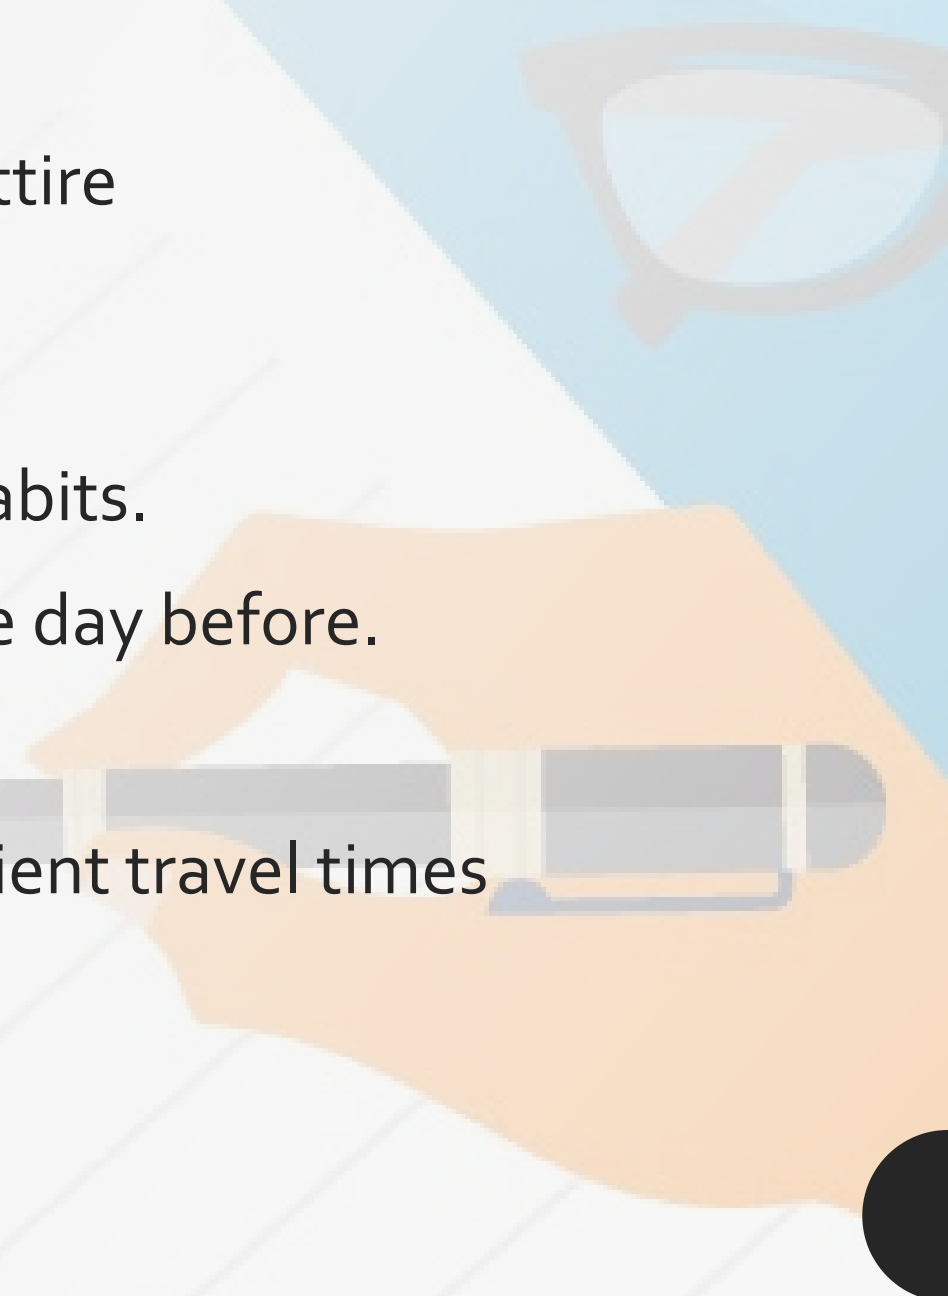 ttire
abits.
e day before.
ient travel times